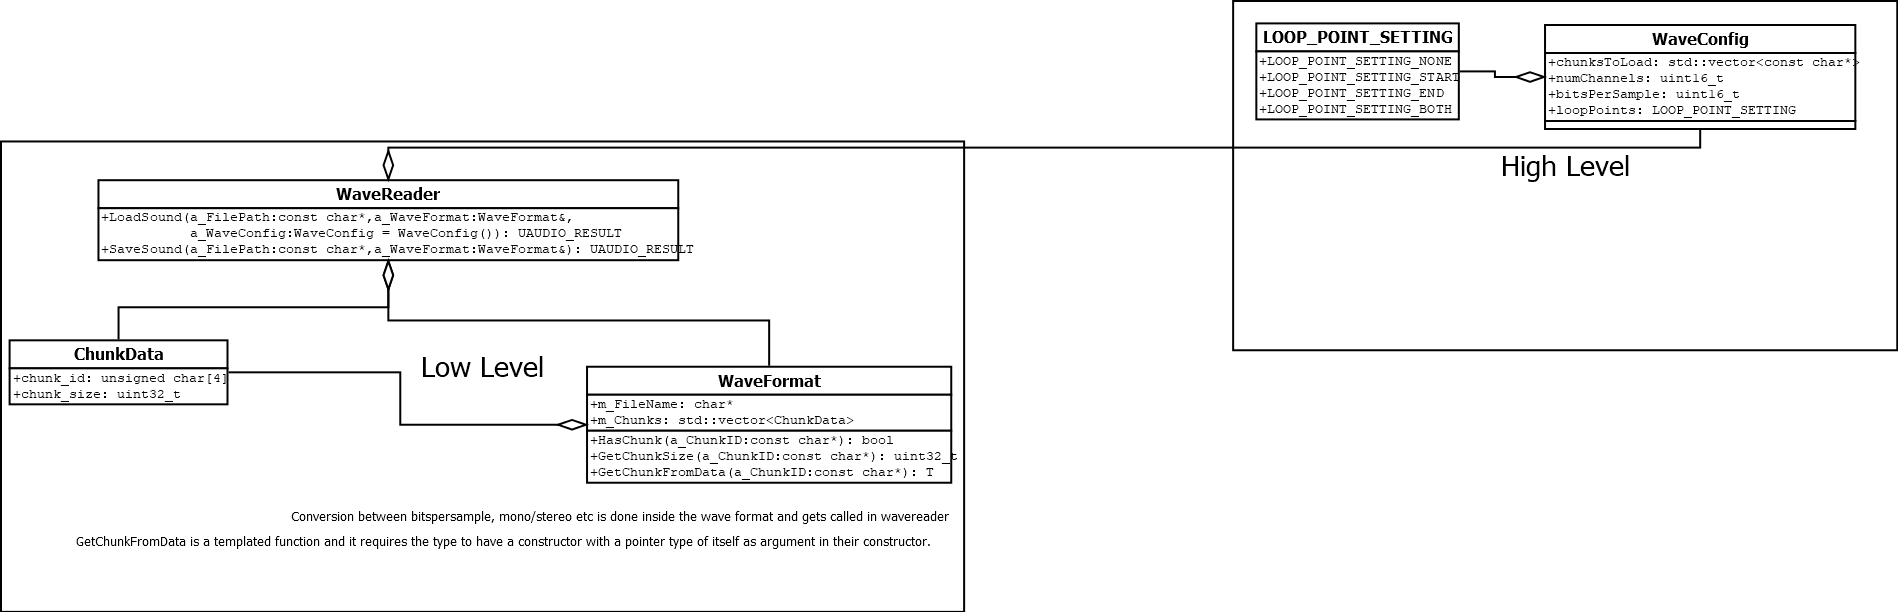 LOOP_POINT_SETTING
+LOOP_POINT_SETTING_NONE
+LOOP_POINT_SETTING_START
+LOOP_POINT_SETTING_END
+LOOP_POINT_SETTING_BOTH
WaveConfig
+chunksToLoad: std::vector<const char*>
+numChannels: uint16_t
+bitsPerSample: uint16_t
+loopPoints: LOOP_POINT_SETTING
High Level
WaveReader
+LoadSound(a_FilePath:const char*,a_WaveFormat:WaveFormat&,
a_WaveConfig:WaveConfig = WaveConfig()): UAUDIO_RESULT
+SaveSound(a_FilePath:const char*,a_WaveFormat:WaveFormat&): UAUDIO_RESULT
ChunkData
+chunk_id: unsigned char[4]
+chunk_size: uint32_t
Low Level
WaveFormat
+m_FileName: char*
+m_Chunks: std::vector<ChunkData>
+HasChunk(a_ChunkID:const char*): bool
+GetChunkSize(a_ChunkID:const char*): uint32_t
+GetChunkFromData(a_ChunkID:const char*): T
Conversion between bitspersample, mono/stereo etc is done inside the wave format and gets called in wavereader
GetChunkFromData is a templated function and it requires the type to have a constructor with a pointer type of itself as argument in their constructor.